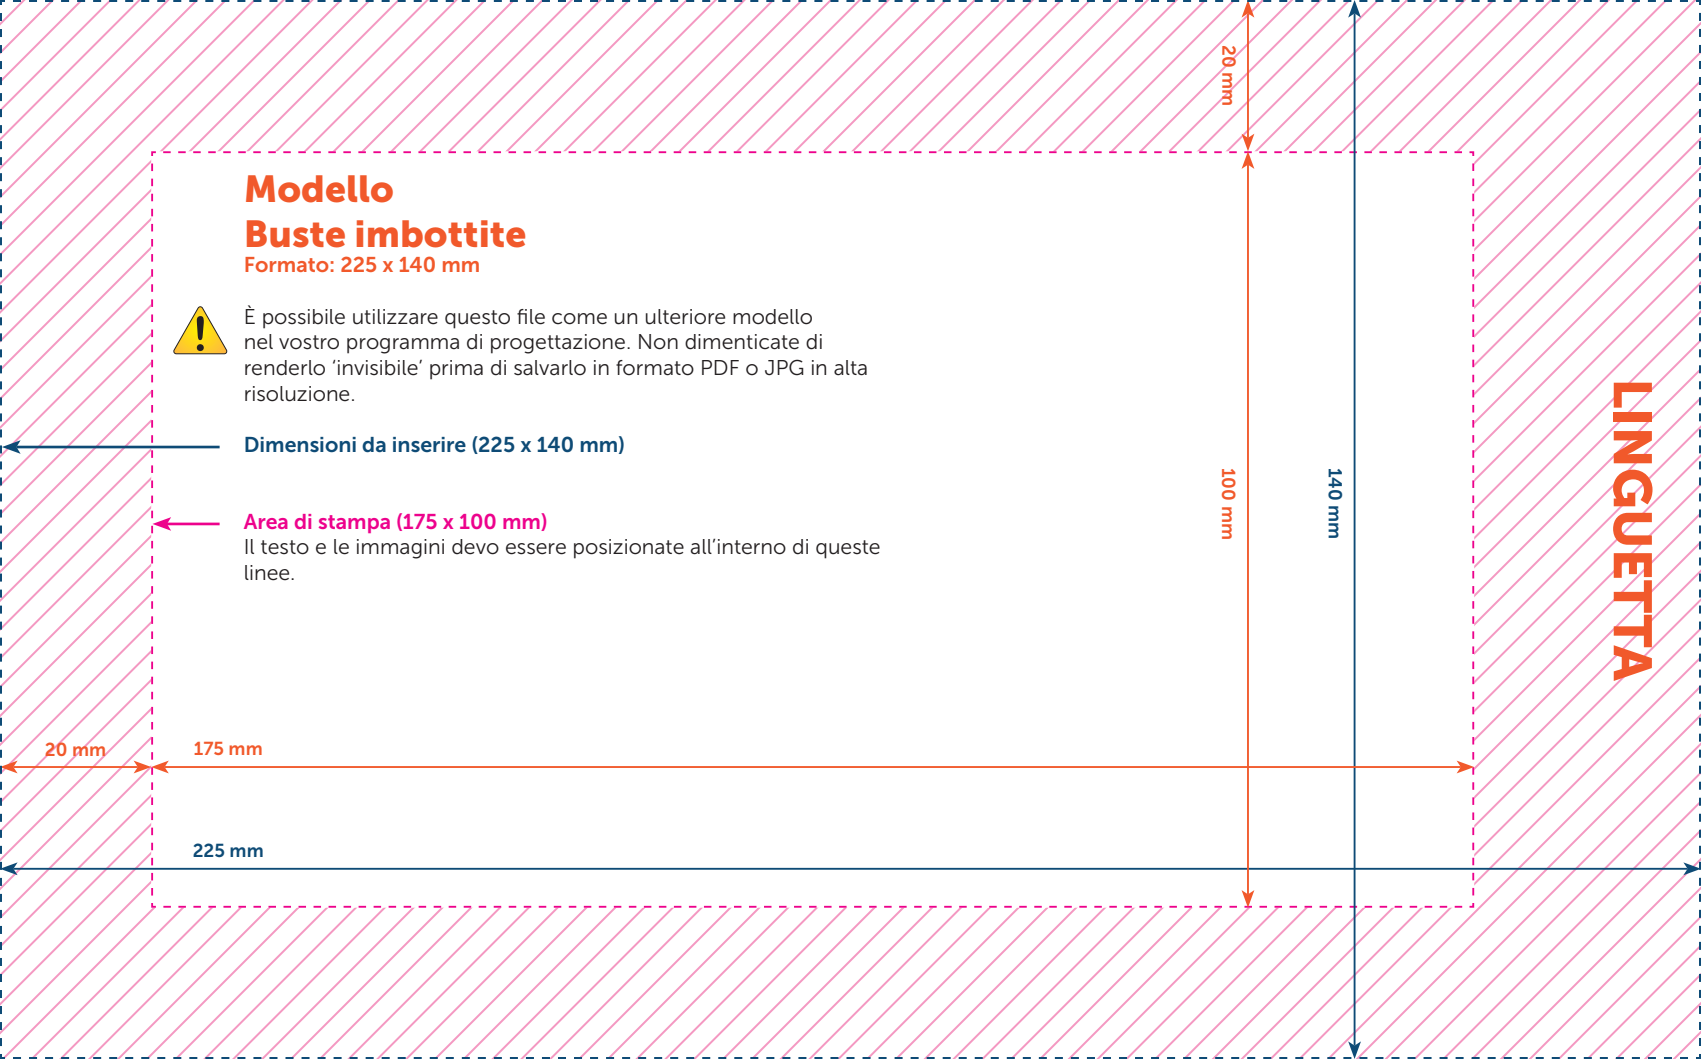 20 mm
Modello
Buste imbottite
Formato: 225 x 140 mm
È possibile utilizzare questo file come un ulteriore modello
nel vostro programma di progettazione. Non dimenticate di
renderlo ‘invisibile’ prima di salvarlo in formato PDF o JPG in alta
risoluzione.
Dimensioni da inserire (225 x 140 mm)
Area di stampa (175 x 100 mm)
Il testo e le immagini devo essere posizionate all’interno di queste
linee.
100 mm
140 mm
LINGUETTA
20 mm
175 mm
225 mm